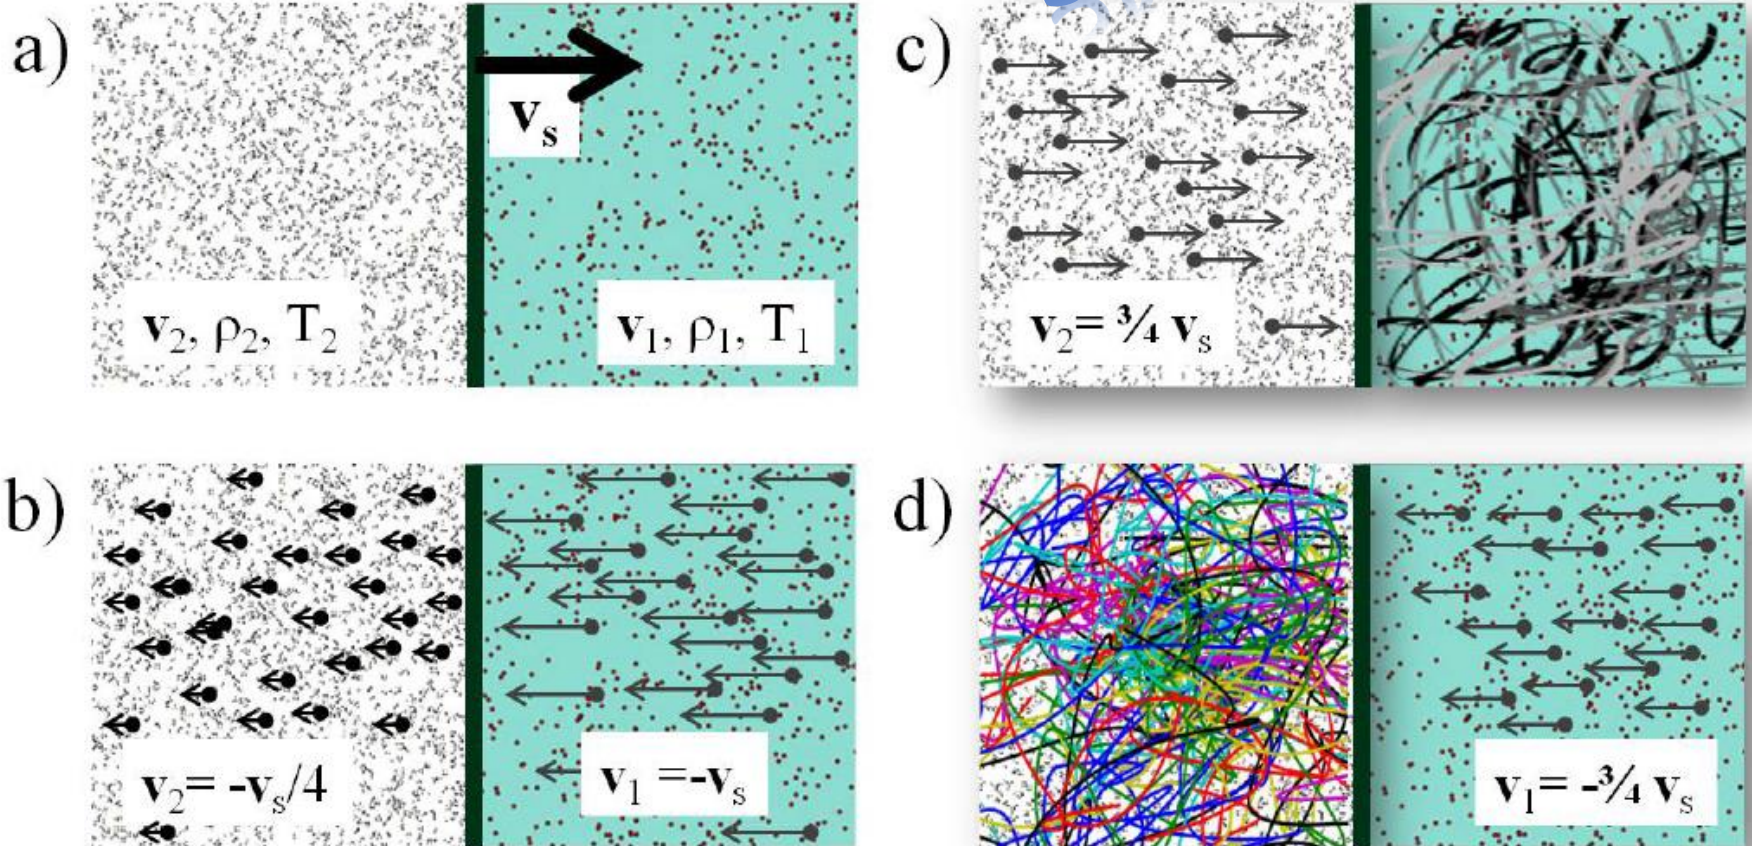 a)
vₛ
v₂, ρ₂, T₂
v₁, ρ₁, T₁
b)
v₂= -vₛ/4
v₁ =-vₛ
c)
v₂= ¾ vₛ
d)
v₁= -¾ vₛ